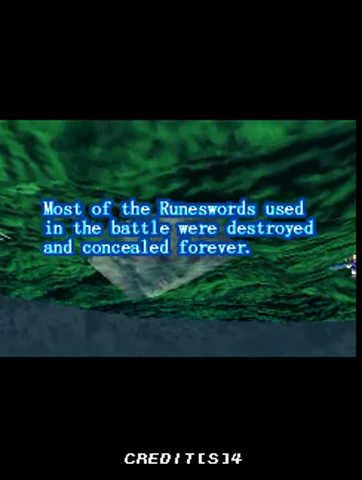 Most of the Runeswords used
in the battle were destroyed
and concealed forever.
CREDIT[S]4